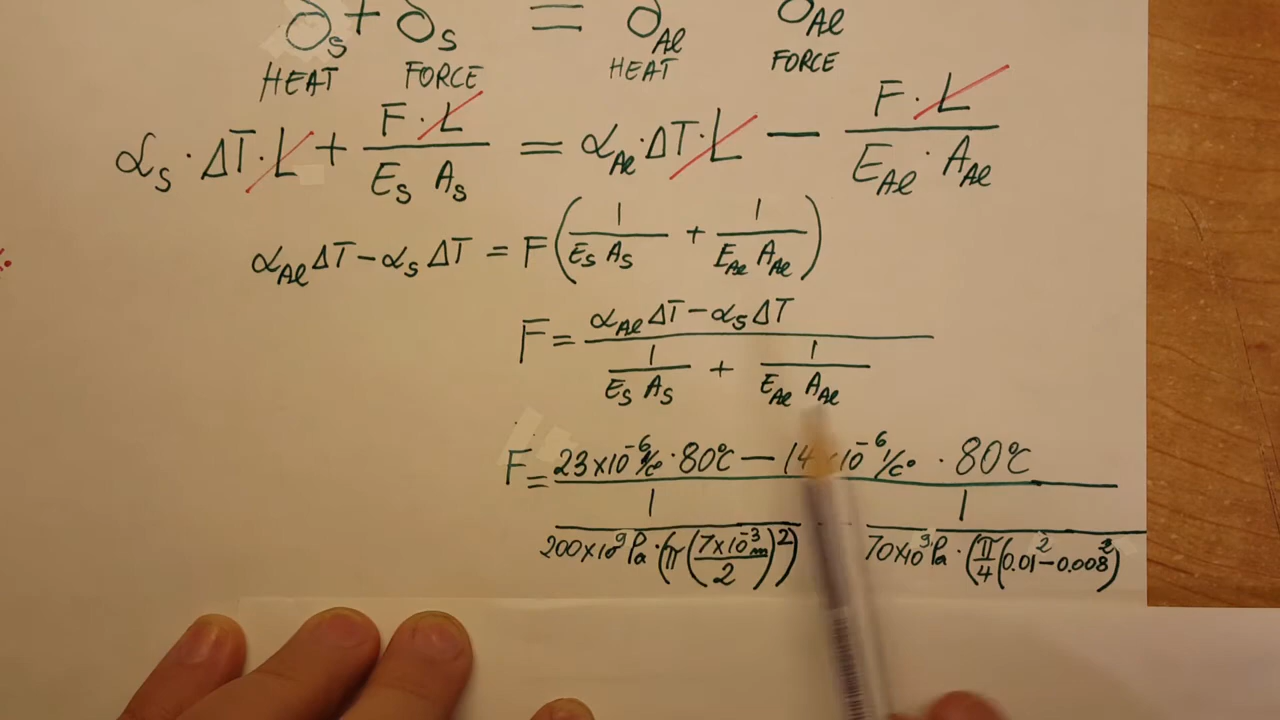 δS + δS = δAl δAl
HEAT FORCE HEAT FORCE
αS · ΔT · L + F · L / ES AS = αAl · ΔT · L — F · L / EAl · AAl
αAl ΔT − αS ΔT = F ( 1 / ES AS + 1 / EAl AAl )
F = αAl ΔT − αS ΔT
1 / ES AS + 1 / EAl AAl
F = 23×10⁻⁶ 1/c° · 80°C — 14 10⁻⁶ 1/c° · 80°C
1 1
200×10⁹ Pa · (π (7×10⁻³ m / 2)²) 70×10⁹ Pa · (π/4 (0.01² − 0.008²)